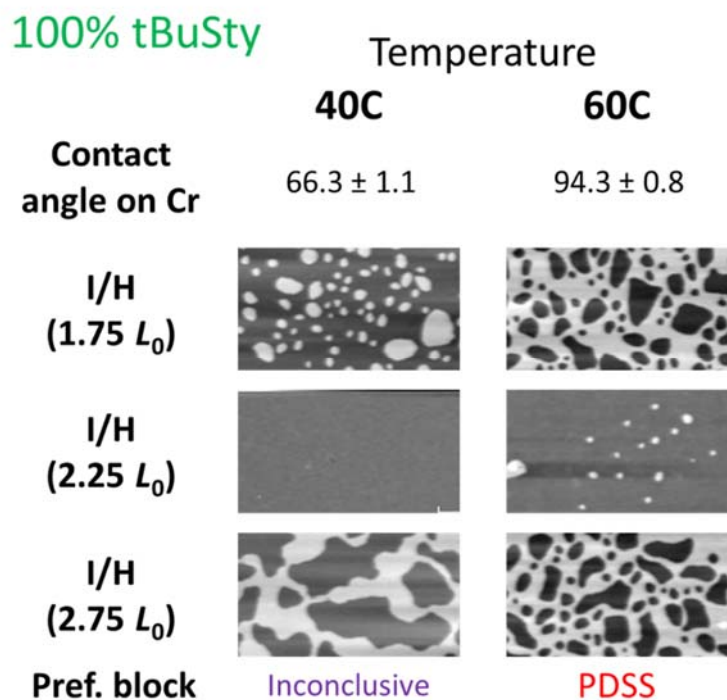 100% tBuSty
Temperature
40C 60C
Contact
angle on Cr
66.3 ± 1.1 94.3 ± 0.8
I/H
(1.75 L₀)
I/H
(2.25 L₀)
I/H
(2.75 L₀)
Pref. block Inconclusive PDSS